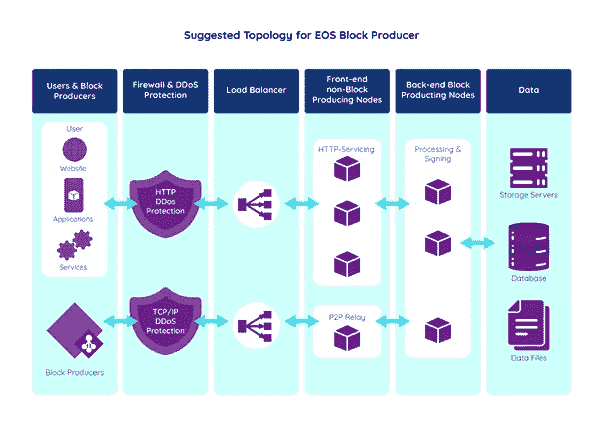 Suggested Topology for EOS Block Producer
Users & Block
Producers
Firewall & DDoS
Protection
Load Balancer
Front-end
non-Block
Producing Nodes
Back-end Block
Producting Nodes
Data
User
Website
Applications
Services
Block Producers
HTTP
DDos
Protection
TCP/IP
DDoS
Protection
HTTP-Servicing
P2P Relay
Processing &
Signing
Storage Servers
Database
Data Files